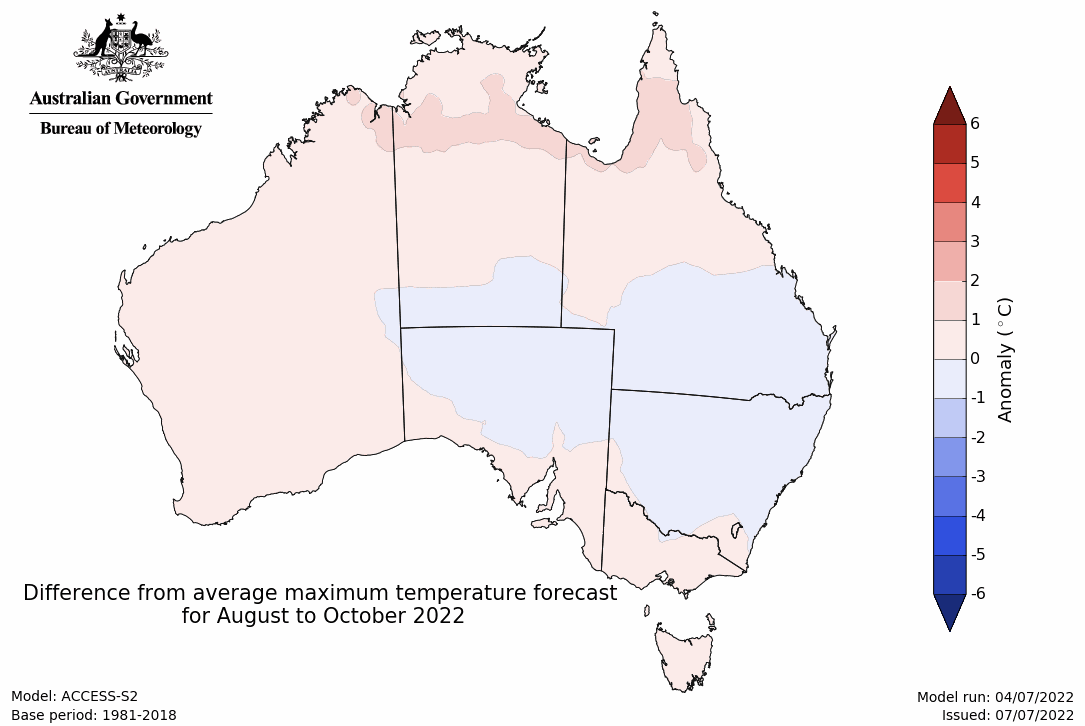 Australian Government
Bureau of Meteorology
6
5
4
3
2
1
0
-1
-2
-3
-4
-5
-6
Anomaly (°C)
Difference from average maximum temperature forecast
for August to October 2022
Model: ACCESS-S2
Base period: 1981-2018
Model run: 04/07/2022
Issued: 07/07/2022